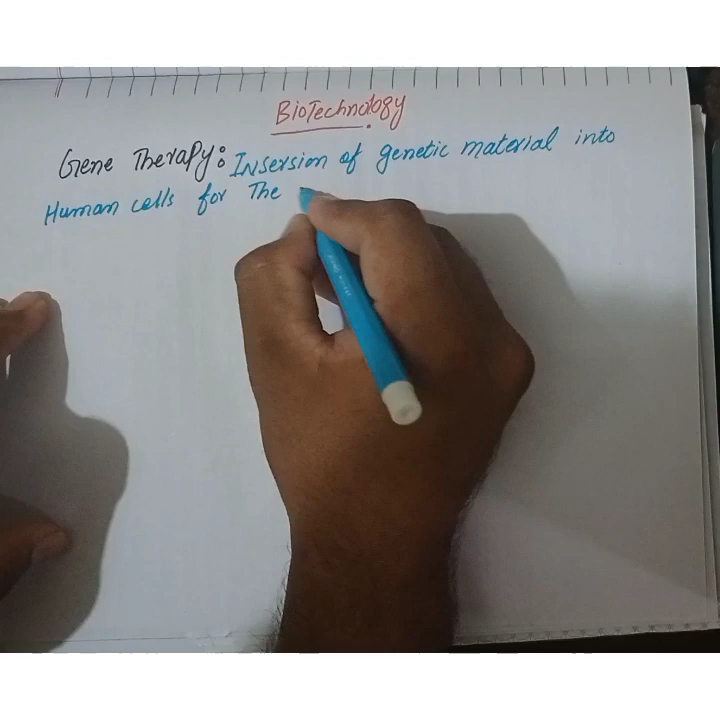 BioTechnology
Gene Therapy: Insersion of genetic material into
Human cells for The